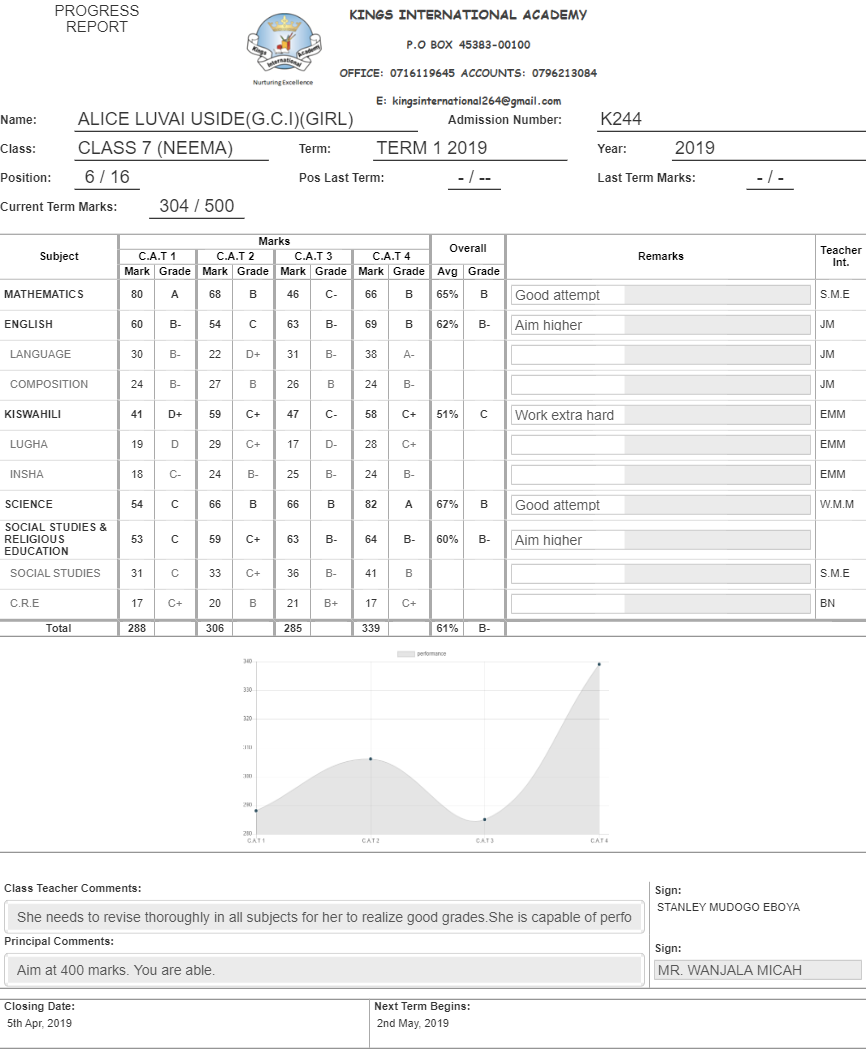 PROGRESS
REPORT
KINGS INTERNATIONAL ACADEMY
P.O BOX 45383-00100
OFFICE: 0716119645 ACCOUNTS: 0796213084
E: kingsinternational264@gmail.com
Kings Academy
International
Nurturing Excellence
Name: ALICE LUVAI USIDE(G.C.I)(GIRL) Admission Number: K244
Class: CLASS 7 (NEEMA) Term: TERM 1 2019 Year: 2019
Position: 6 / 16 Pos Last Term: - / -- Last Term Marks: - / -
Current Term Marks: 304 / 500
Subject Marks Overall Remarks Teacher Int.
C.A.T 1 C.A.T 2 C.A.T 3 C.A.T 4
Mark Grade Mark Grade Mark Grade Mark Grade Avg Grade
MATHEMATICS 80 A 68 B 46 C- 66 B 65% B Good attempt S.M.E
ENGLISH 60 B- 54 C 63 B- 69 B 62% B- Aim higher JM
LANGUAGE 30 B- 22 D+ 31 B- 38 A- JM
COMPOSITION 24 B- 27 B 26 B 24 B- JM
KISWAHILI 41 D+ 59 C+ 47 C- 58 C+ 51% C Work extra hard EMM
LUGHA 19 D 29 C+ 17 D- 28 C+ EMM
INSHA 18 C- 24 B- 25 B- 24 B- EMM
SCIENCE 54 C 66 B 66 B 82 A 67% B Good attempt W.M.M
SOCIAL STUDIES &
RELIGIOUS
EDUCATION 53 C 59 C+ 63 B- 64 B- 60% B- Aim higher
SOCIAL STUDIES 31 C 33 C+ 36 B- 41 B S.M.E
C.R.E 17 C+ 20 B 21 B+ 17 C+ BN
Total 288 306 285 339 61% B-
performance
340
330
320
310
300
290
280
C.A.T 1 C.A.T 2 C.A.T 3 C.A.T 4
Class Teacher Comments:
She needs to revise thoroughly in all subjects for her to realize good grades.She is capable of perfo
Sign:
STANLEY MUDOGO EBOYA
Principal Comments:
Aim at 400 marks. You are able.
Sign:
MR. WANJALA MICAH
Closing Date:
5th Apr, 2019
Next Term Begins:
2nd May, 2019